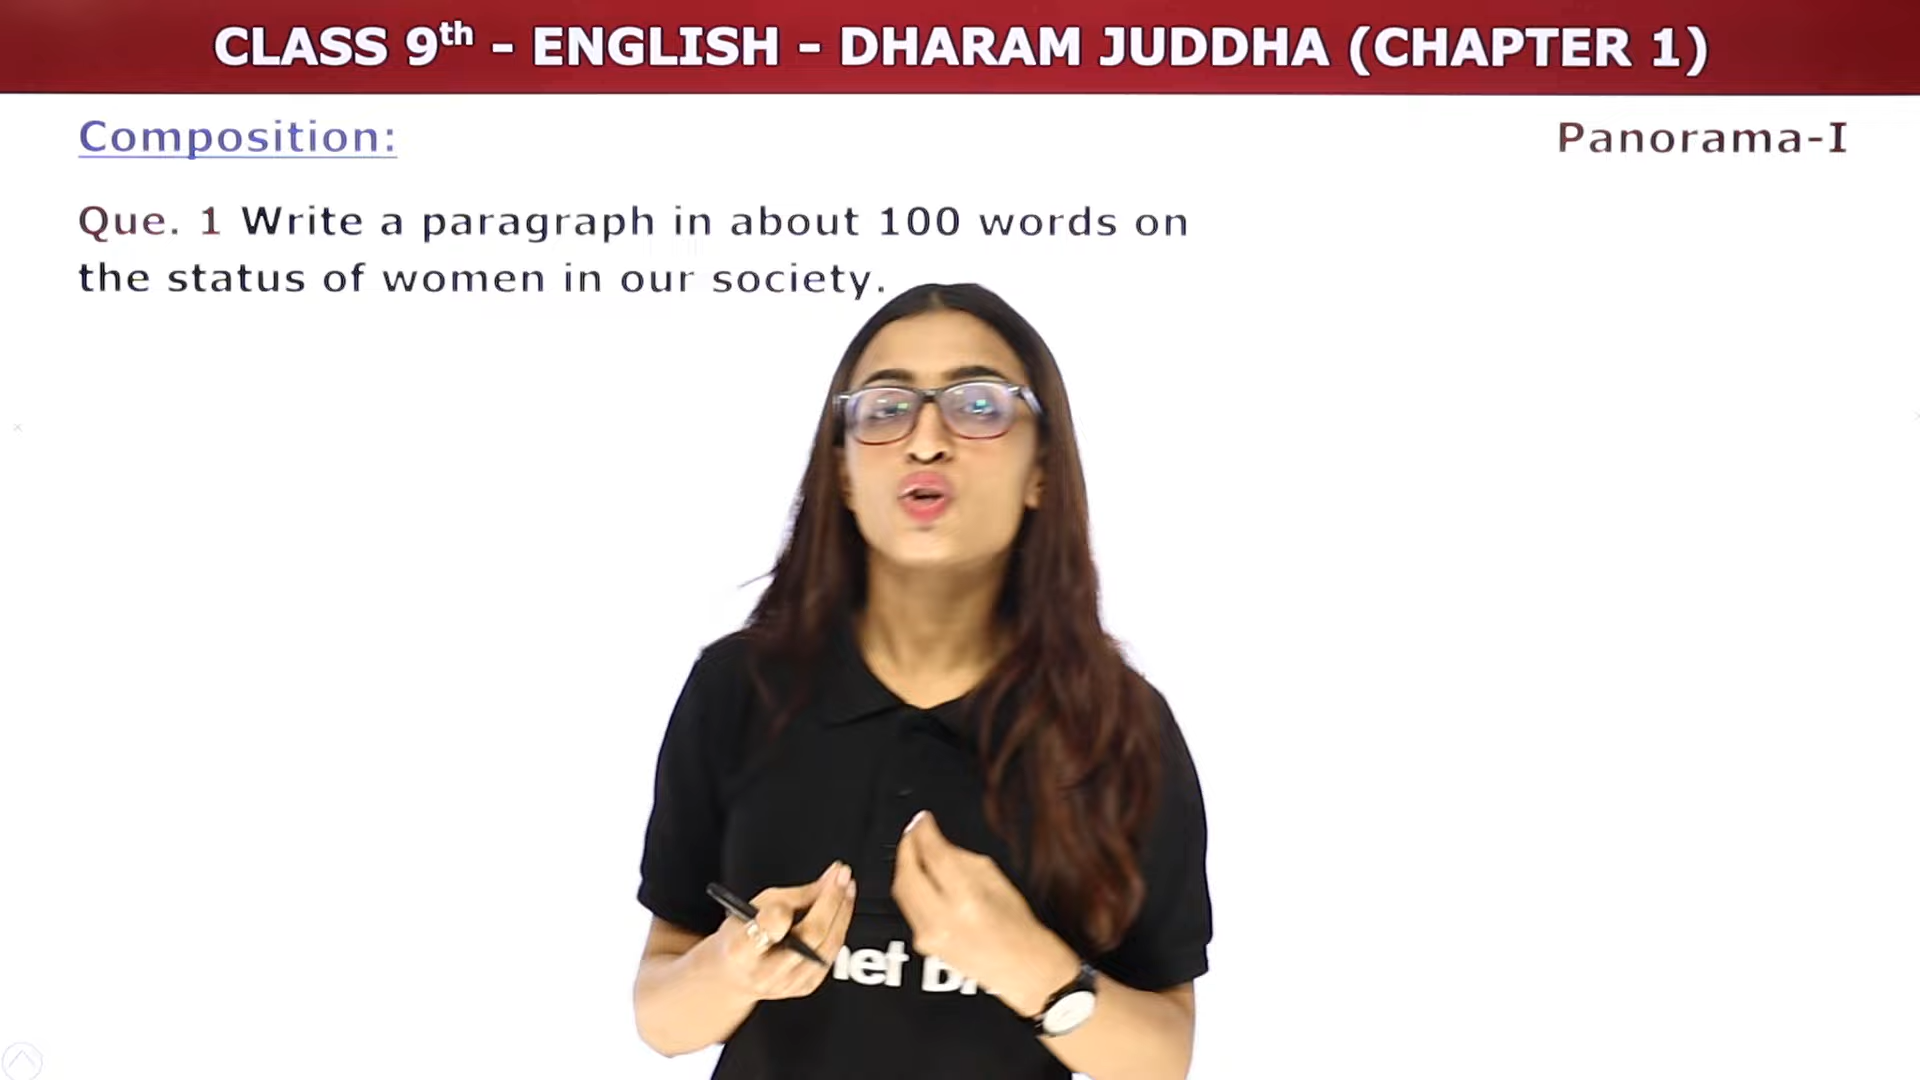 CLASS 9th - ENGLISH - DHARAM JUDDHA (CHAPTER 1)
Composition:
Panorama-I
Que. 1 Write a paragraph in about 100 words on
the status of women in our society.